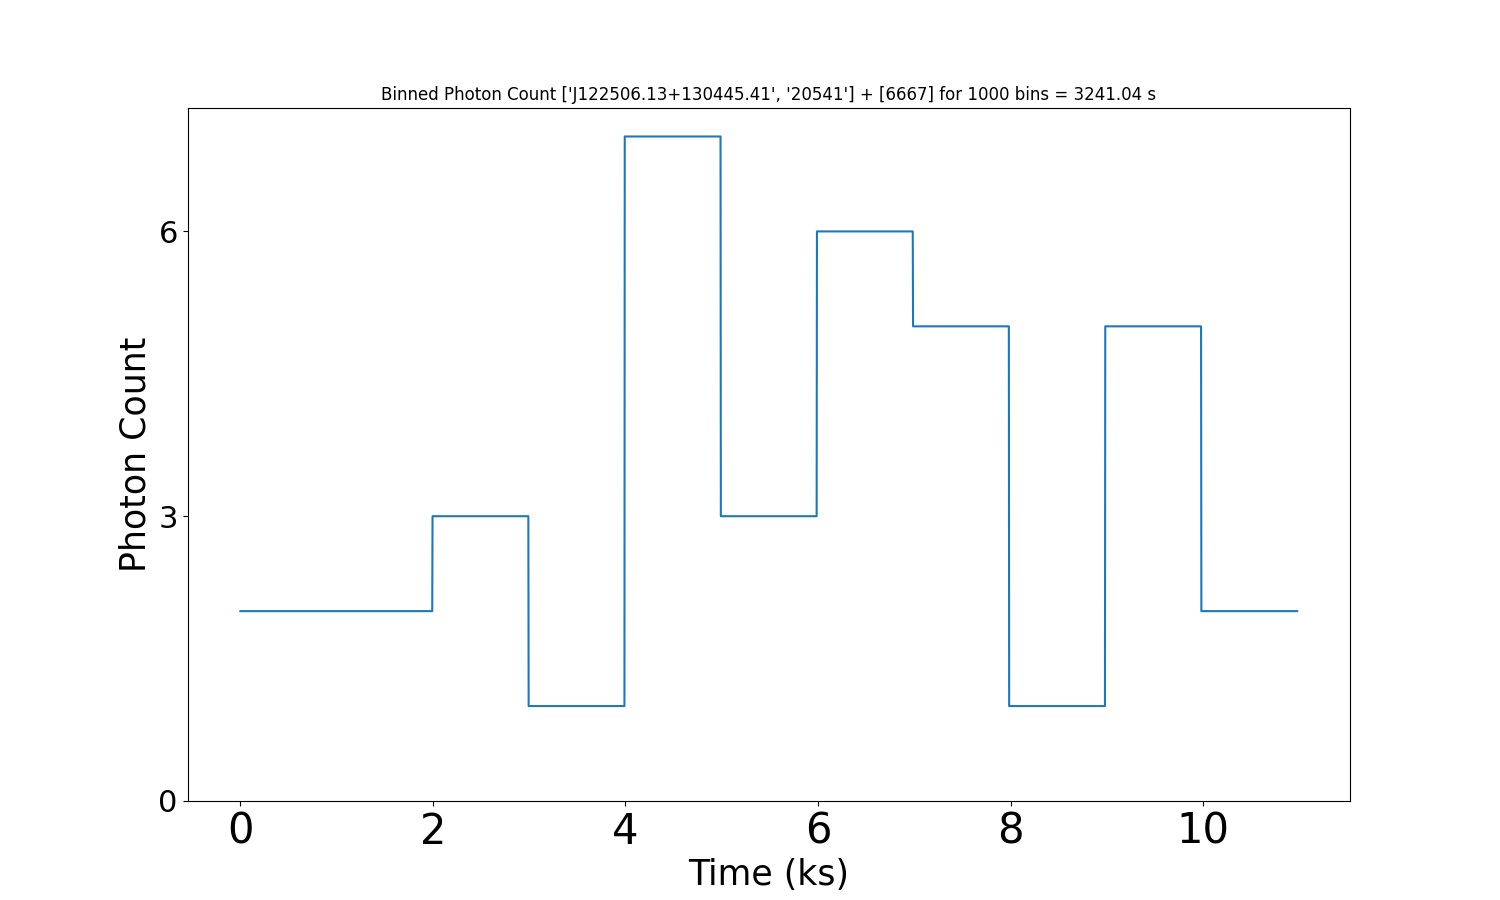 Binned Photon Count ['J122506.13+130445.41', '20541'] + [6667] for 1000 bins = 3241.04 s
6
3
0
Photon Count
0 2 4 6 8 10
Time (ks)